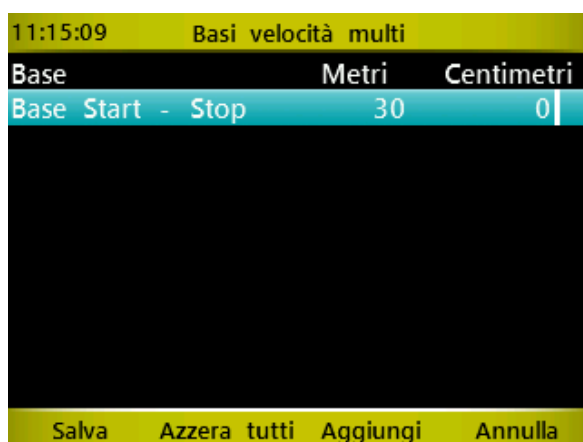 11:15:09 Basi velocità multi
Base Metri Centimetri
Base Start - Stop 30 0
Salva Azzera tutti Aggiungi Annulla